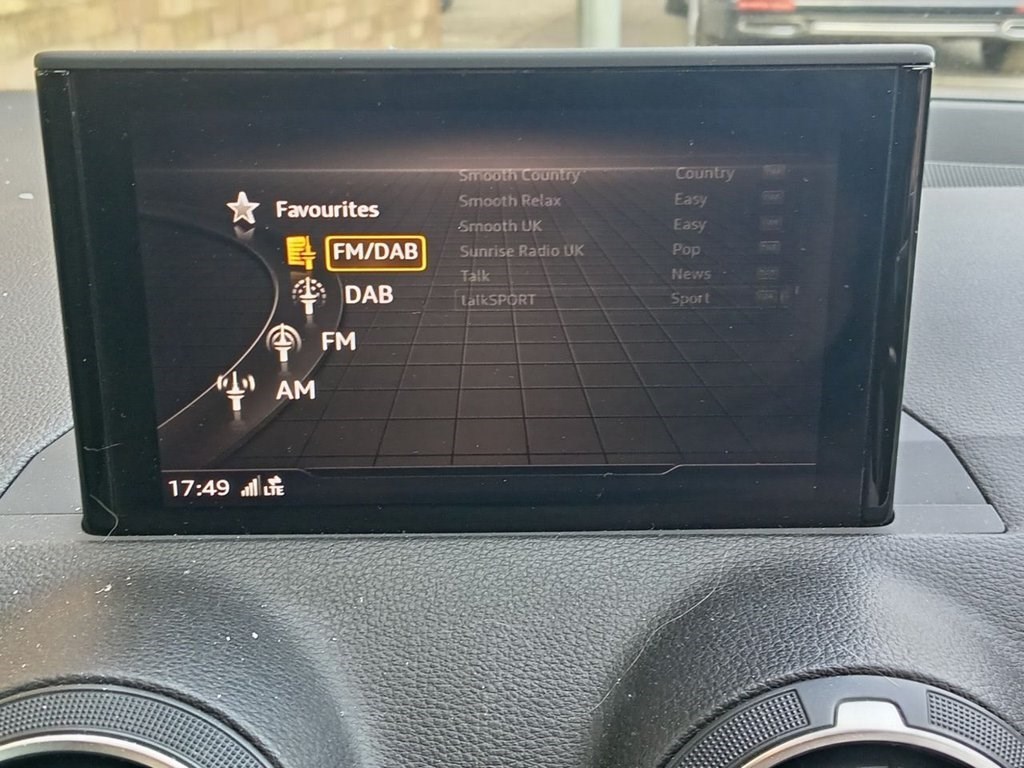 Favourites
FM/DAB
DAB
FM
AM
Smooth Country Country
Smooth Relax Easy
Smooth UK Easy
Sunrise Radio UK Pop
Talk News
talkSPORT Sport
17:49 LTE